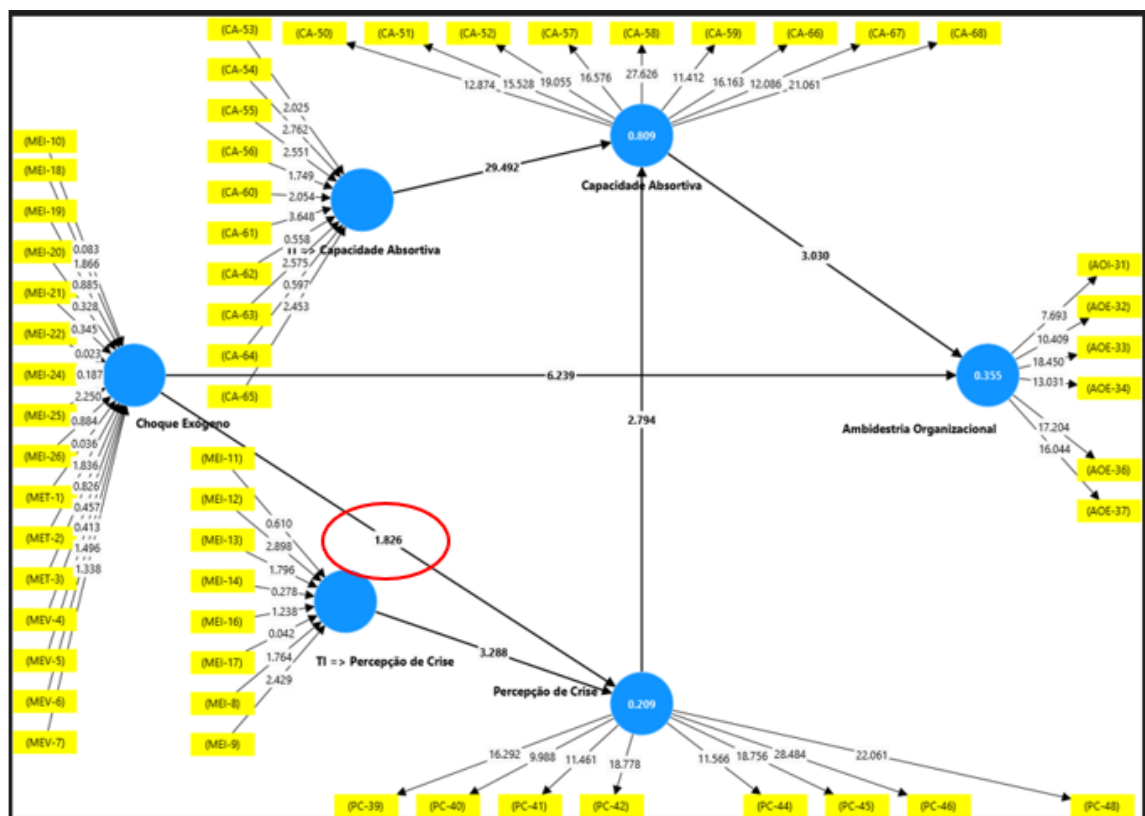 (CA-53)
(CA-54)
(CA-55)
(CA-56)
(CA-60)
(CA-61)
(CA-62)
(CA-63)
(CA-64)
(CA-65)
2.025
2.762
2.551
1.749
2.054
3.648
0.558
2.575
0.597
2.453
=> Capacidade Absortiva
(CA-50)
(CA-51)
(CA-52)
(CA-57)
(CA-58)
(CA-59)
(CA-66)
(CA-67)
(CA-68)
12.874
15.528
19.055
16.576
27.626
11.412
16.163
12.086
21.061
0.809
Capacidade Absortiva
29.492
3.030
(MEI-10)
(MEI-18)
(MEI-19)
(MEI-20)
(MEI-21)
(MEI-22)
(MEI-24)
(MEI-25)
(MEI-26)
(MET-1)
(MET-2)
(MET-3)
(MEV-4)
(MEV-5)
(MEV-6)
(MEV-7)
0.083
1.866
0.885
0.328
0.345
0.023
0.187
2.250
0.884
0.036
1.836
0.826
0.457
0.413
1.496
1.338
Choque Exógeno
6.239
2.794
1.826
3.288
0.355
Ambidestria Organizacional
(AOI-31)
(AOE-32)
(AOE-33)
(AOE-34)
(AOE-36)
(AOE-37)
7.693
10.409
18.450
13.031
17.204
16.044
(MEI-11)
(MEI-12)
(MEI-13)
(MEI-14)
(MEI-16)
(MEI-17)
(MEI-8)
(MEI-9)
0.610
2.898
1.796
0.278
1.238
0.042
1.764
2.429
TI => Percepção de Crise
Percepção de Crise
0.209
16.292
9.988
11.461
18.778
11.566
18.756
28.484
22.061
(PC-39)
(PC-40)
(PC-41)
(PC-42)
(PC-44)
(PC-45)
(PC-46)
(PC-48)